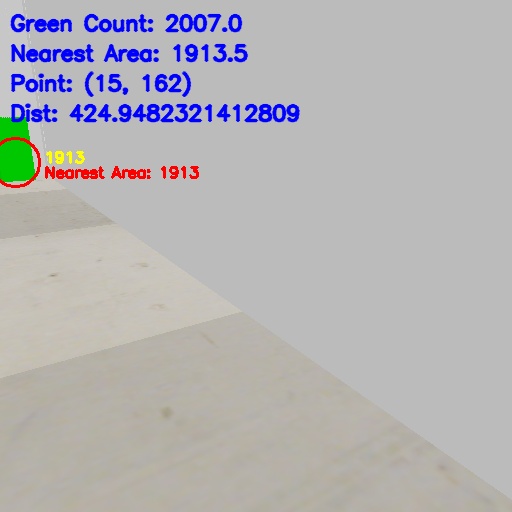 Green Count: 2007.0
Nearest Area: 1913.5
Point: (15, 162)
Dist: 424.9482321412809
1913
Nearest Area: 1913